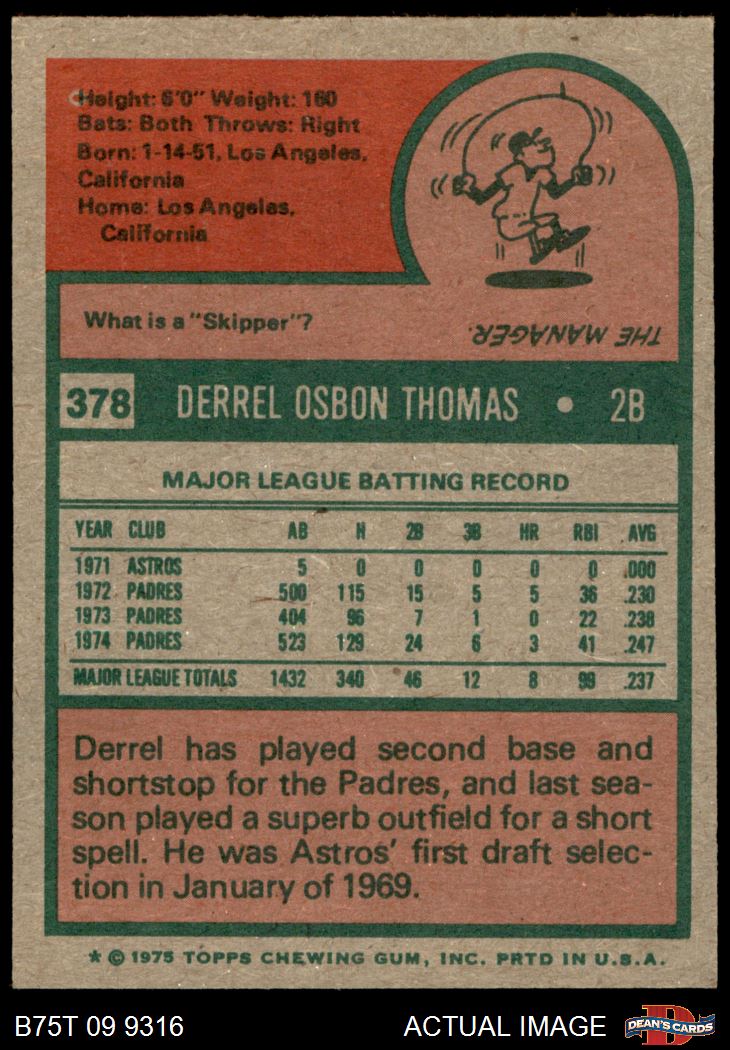 Height: 6'0" Weight: 160
Bats: Both Throws: Right
Born: 1-14-51, Los Angeles,
California
Home: Los Angeles,
California
What is a "Skipper"?
THE MANAGER.
378 DERREL OSBON THOMAS • 2B
MAJOR LEAGUE BATTING RECORD
YEAR CLUB AB H 2B 3B HR RBI AVG
1971 ASTROS 5 0 0 0 0 0 .000
1972 PADRES 500 115 15 5 5 36 .230
1973 PADRES 404 96 7 1 0 22 .238
1974 PADRES 523 129 24 6 3 41 .247
MAJOR LEAGUE TOTALS 1432 340 46 12 8 99 .237
Derrel has played second base and
shortstop for the Padres, and last sea-
son played a superb outfield for a short
spell. He was Astros' first draft selec-
tion in January of 1969.
* © 1975 TOPPS CHEWING GUM, INC. PRTD IN U.S.A.
B75T 09 9316 ACTUAL IMAGE DEAN'S CARDS